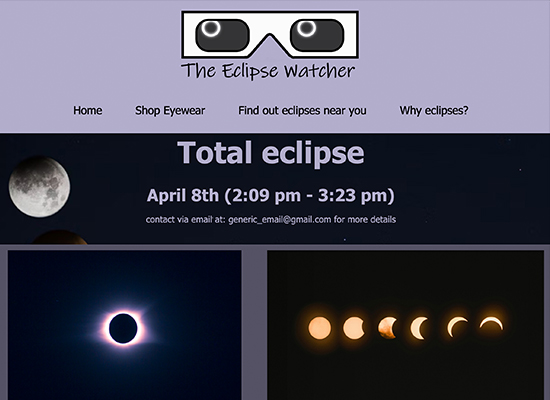 The Eclipse Watcher
Home Shop Eyewear Find out eclipses near you Why eclipses?
Total eclipse
April 8th (2:09 pm - 3:23 pm)
contact via email at: generic_email@gmail.com for more details